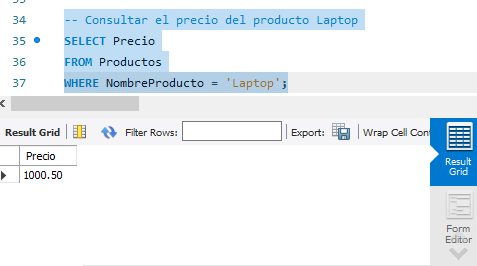 34 -- Consultar el precio del producto Laptop
35 SELECT Precio
36 FROM Productos
37 WHERE NombreProducto = 'Laptop';
Result Grid Filter Rows: Export: Wrap Cell Cont
Precio
1000.50
Result
Grid
Form
Editor